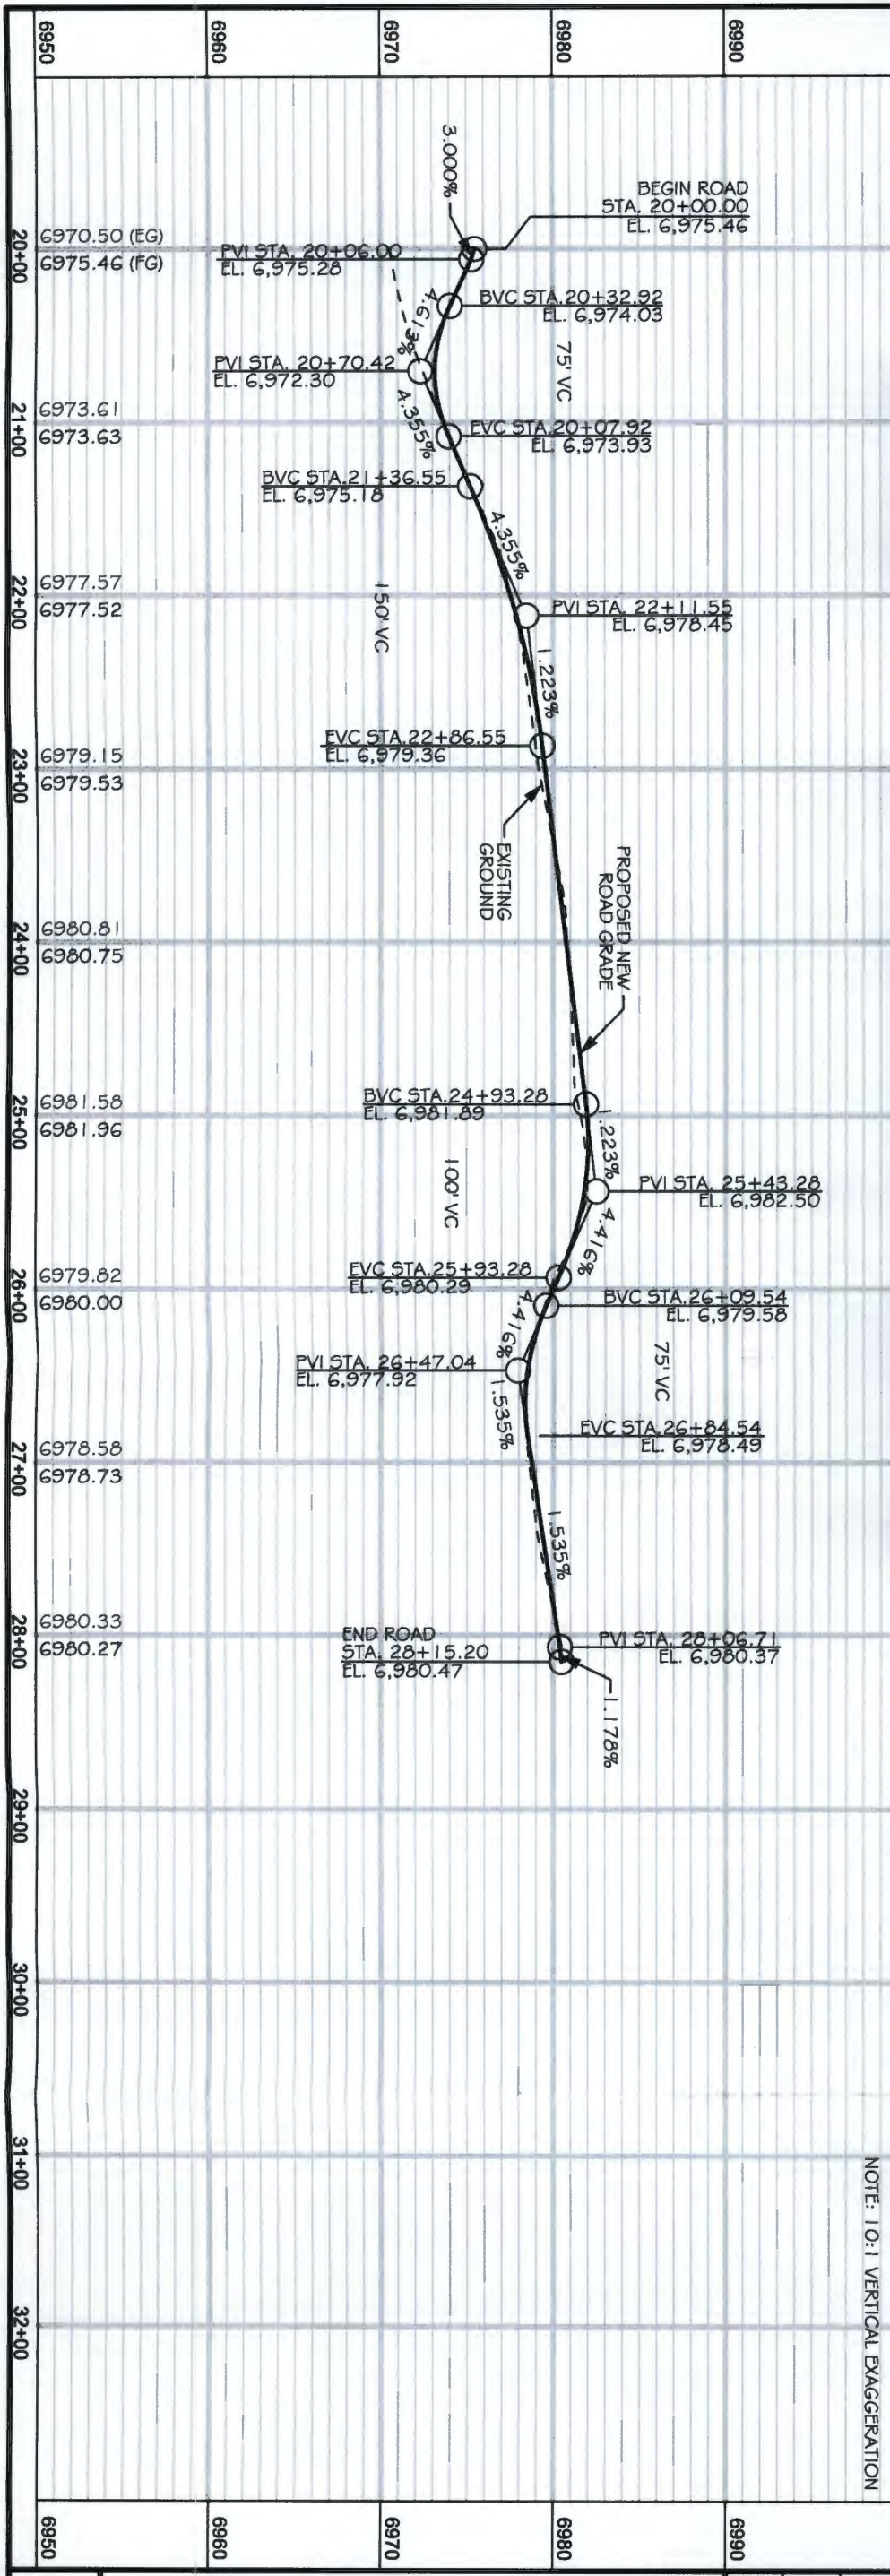 6950
6960
6970
6980
6990
NOTE: 10:1 VERTICAL EXAGGERATION
3.000%
BEGIN ROAD
STA. 20+00.00
EL. 6,975.46
6970.50 (EG)
6975.46 (FG)
20+00
PVI STA. 20+06.00
EL. 6,975.28
BVC STA.20+32.92
EL. 6,974.03
4.613%
75' VC
PVI STA. 20+70.42
EL. 6,972.30
4.355%
6973.61
6973.63
21+00
EVC STA.20+07.92
EL. 6,973.93
BVC STA.21+36.55
EL. 6,975.18
4.355%
150' VC
6977.57
6977.52
22+00
PVI STA. 22+11.55
EL. 6,978.45
1.223%
EVC STA.22+86.55
EL. 6,979.36
6979.15
6979.53
23+00
EXISTING
GROUND
PROPOSED NEW
ROAD GRADE
6980.81
6980.75
24+00
BVC STA.24+93.28
EL. 6,981.89
6981.58
6981.96
25+00
1.223%
100' VC
PVI STA. 25+43.28
EL. 6,982.50
4.416%
EVC STA.25+93.28
EL. 6,980.29
6979.82
6980.00
26+00
BVC STA.26+09.54
EL. 6,979.58
4.416%
75' VC
PVI STA. 26+47.04
EL. 6,977.92
1.535%
EVC STA.26+84.54
EL. 6,978.49
6978.58
6978.73
27+00
1.535%
6980.33
6980.27
28+00
END ROAD
STA. 28+15.20
EL. 6,980.47
PVI STA. 28+06.71
EL. 6,980.37
1.178%
29+00
30+00
31+00
32+00
6950
6960
6970
6980
6990